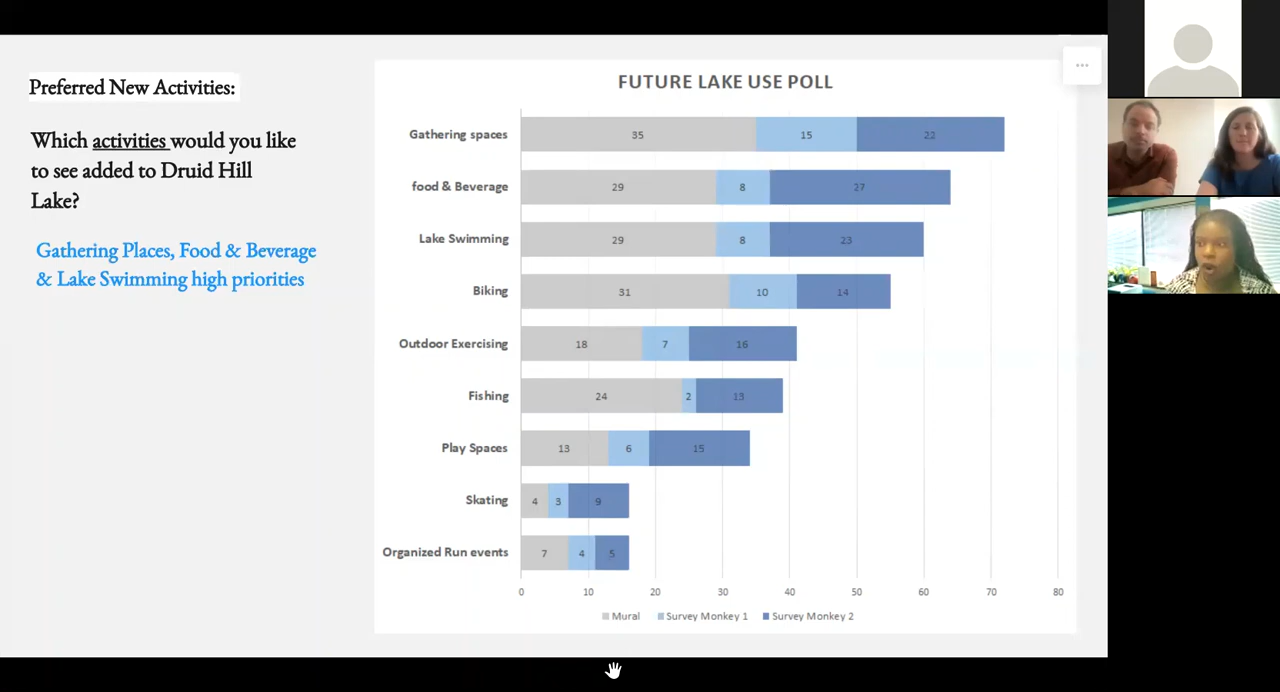 Preferred New Activities:
Which activities would you like
to see added to Druid Hill
Lake?
Gathering Places, Food & Beverage
& Lake Swimming high priorities
FUTURE LAKE USE POLL
Gathering spaces 35 15 22
food & Beverage 29 8 27
Lake Swimming 29 8 23
Biking 31 10 14
Outdoor Exercising 18 7 16
Fishing 24 2 13
Play Spaces 13 6 15
Skating 4 3 9
Organized Run events 7 4 5
0 10 20 30 40 50 60 70 80
Mural Survey Monkey 1 Survey Monkey 2